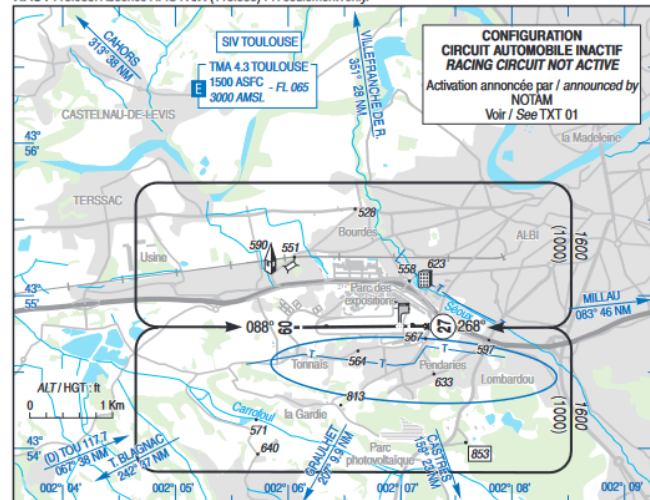 CAHORS
313° 38 NM
SIV TOULOUSE
TMA 4.3 TOULOUSE
E
1500 ASFC
3000 AMSL
- FL 065
VILLEFRANCHE DE R.
351° 28 NM
CONFIGURATION
CIRCUIT AUTOMOBILE INACTIF
RACING CIRCUIT NOT ACTIVE
Activation annoncée par / announced by
NOTAM
Voir / See TXT 01
CASTELNAU-DE-LEVIS
la Madeleine
43°
56'
TERSSAC
528
Bourdès
ALBI
1600
(1000)
590
551
Usine
623
558
43°
55'
Parc des
expositions
T
Séoux
T
MILLAU
083° 46 NM
088°
09
27
268°
567
597
T
T
T
Tonnais
564
Pendariès
633
Lombardou
ALT / HGT : ft
0 1 Km
813
Carrofoul
la Gardie
571
640
1600
(1000)
43°
54'
(D) TOU 117,7
067° 38 NM
T. BLAGNAC
242° 37 NM
GRAULHET
207° 9,9 NM
Parc
photovoltaïque
CASTRES
159° 23 NM
853
002° 04'
002° 05'
002° 06'
002° 07'
002° 08'
002° 09'